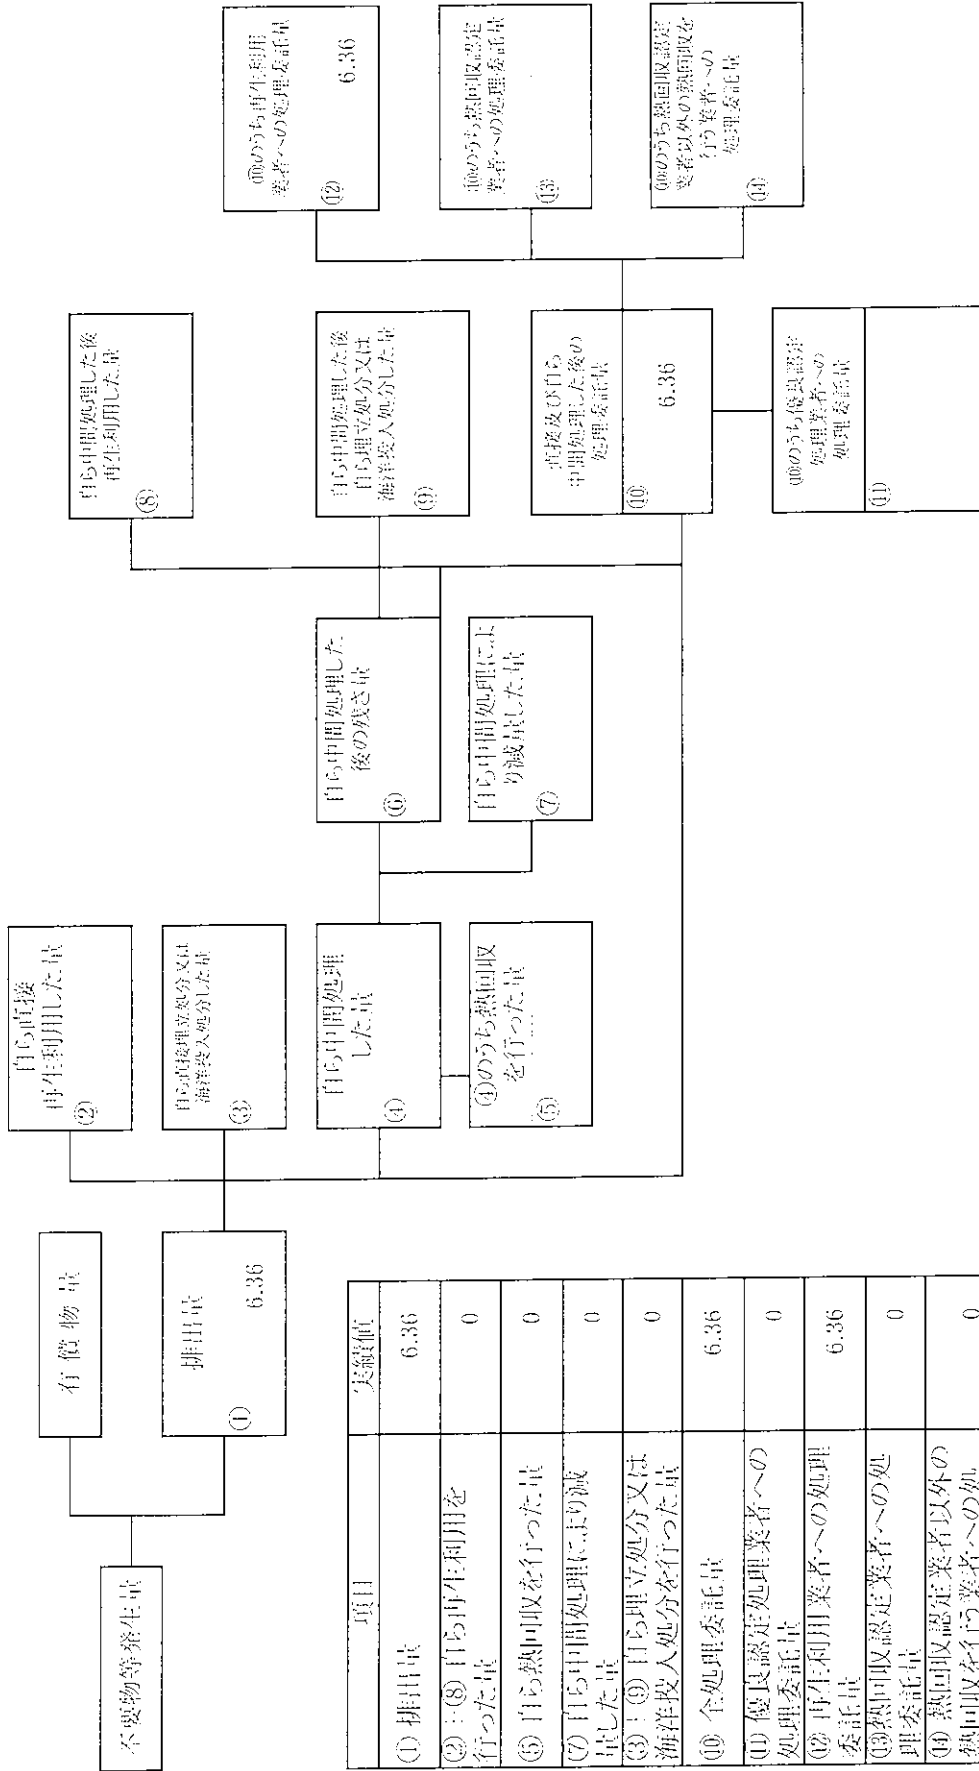 不要物等発生量
有償物量
排出量
① 6.36
自ら直接
再生利用した量
②
自ら直接埋立処分又は
海洋投入処分した量
③
自ら中間処理
した量
④
④のうち熱回収
を行った量
⑤
自ら中間処理した
後の残さ量
⑥
自ら中間処理によ
り減量した量
⑦
自ら中間処理した後
再生利用した量
⑧
自ら中間処理した後
自ら埋立処分又は
海洋投入処分した量
⑨
直接及び自ら
中間処理した後の
処理委託量
⑩ 6.36
⑩のうち優良認定
処理業者への
処理委託量
⑪
⑩のうち再生利用
業者への処理委託量
⑫ 6.36
⑩のうち熱回収認定
業者への処理委託量
⑬
⑩のうち熱回収認定
業者以外の熱回収を
行う業者への
処理委託量
⑭
項目 実績値
①排出量 6.36
②+⑧自ら再生利用を 0
行った量
⑤自ら熱回収を行った量 0
⑦自ら中間処理により減 0
量した量
③+⑨自ら埋立処分又は 0
海洋投入処分を行った量
⑩全処理委託量 6.36
⑪優良認定処理業者への 0
処理委託量
⑫再生利用業者への処理 6.36
委託量
⑬熱回収認定業者への処 0
理委託量
⑭熱回収認定業者以外の 0
熱回収を行う業者への処